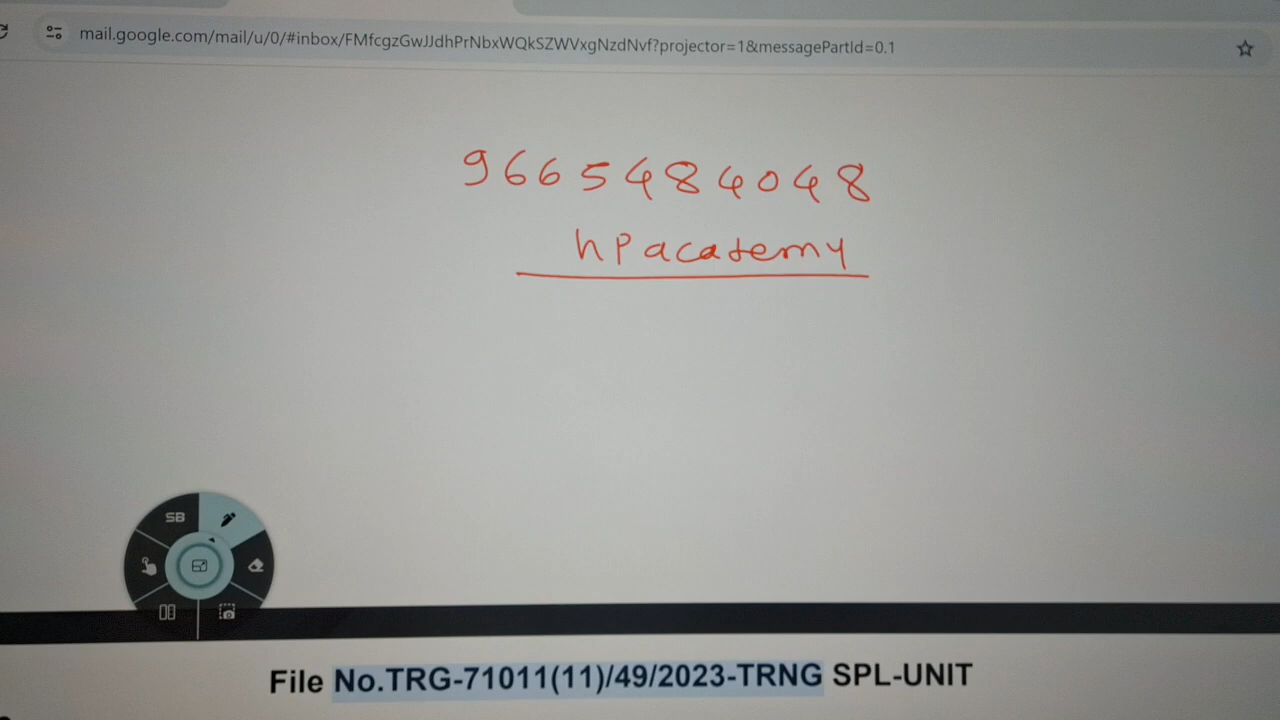 mail.google.com/mail/u/0/#inbox/FMfcgzGwJJdhPrNbxWQkSZWVxgNzdNvf?projector=1&messagePartId=0.1
9665484048
hpacademy
SB
File No.TRG-71011(11)/49/2023-TRNG SPL-UNIT